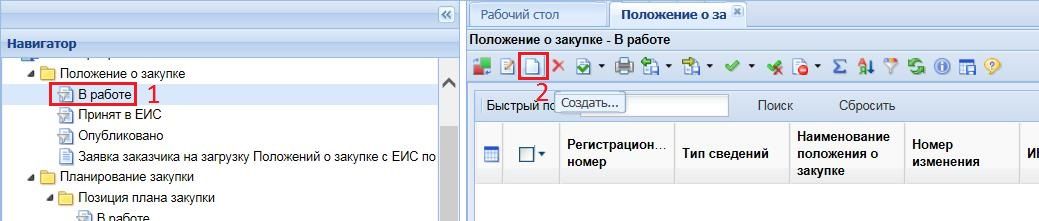 Навигатор
Положение о закупке
В работе 1
Принят в ЕИС
Опубликовано
Заявка заказчика на загрузку Положений о закупке с ЕИС по
Планирование закупки
Позиция плана закупки
В работе
Рабочий стол
Положение о за
Положение о закупке - В работе
2
Создать...
Быстрый по
Поиск
Сбросить
Регистрацион... номер
Тип сведений
Наименование положения о закупке
Номер изменения